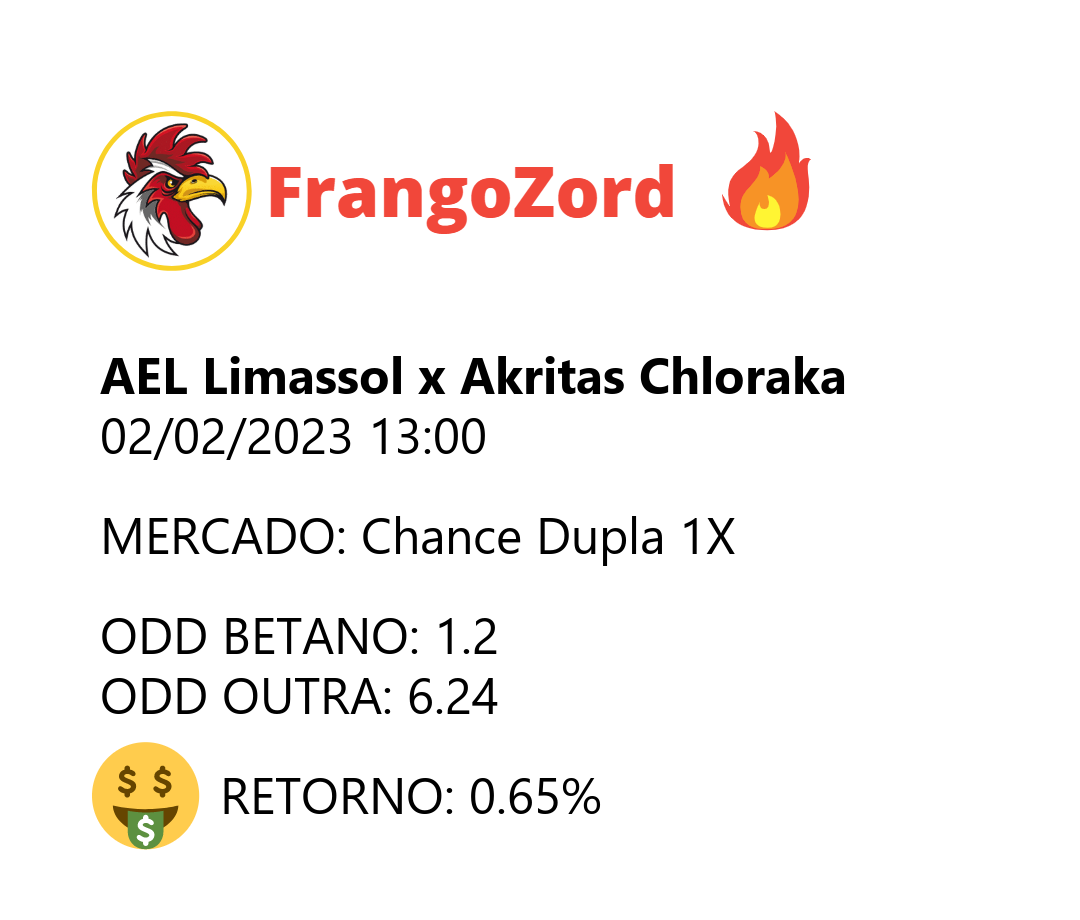 FrangoZord
AEL Limassol x Akritas Chloraka
02/02/2023 13:00
MERCADO: Chance Dupla 1X
ODD BETANO: 1.2
ODD OUTRA: 6.24
RETORNO: 0.65%